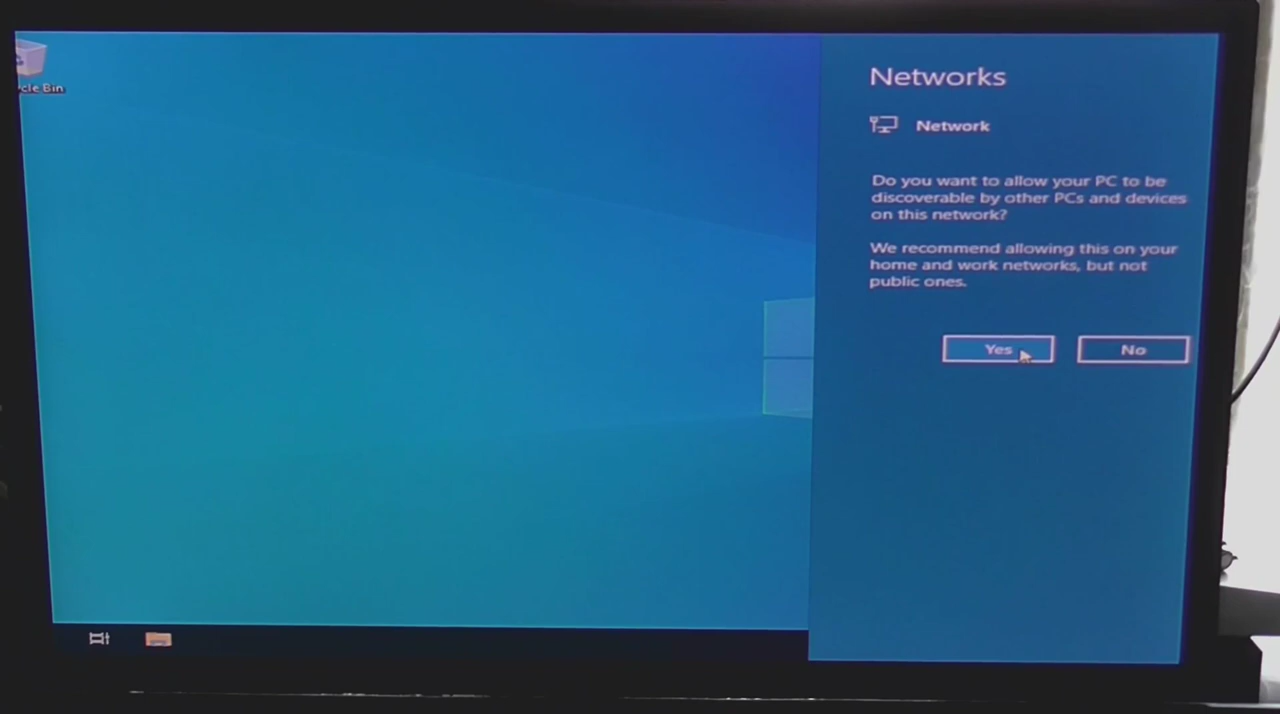 cle Bin
Networks
Network
Do you want to allow your PC to be
discoverable by other PCs and devices
on this network?
We recommend allowing this on your
home and work networks, but not
public ones.
Yes
No